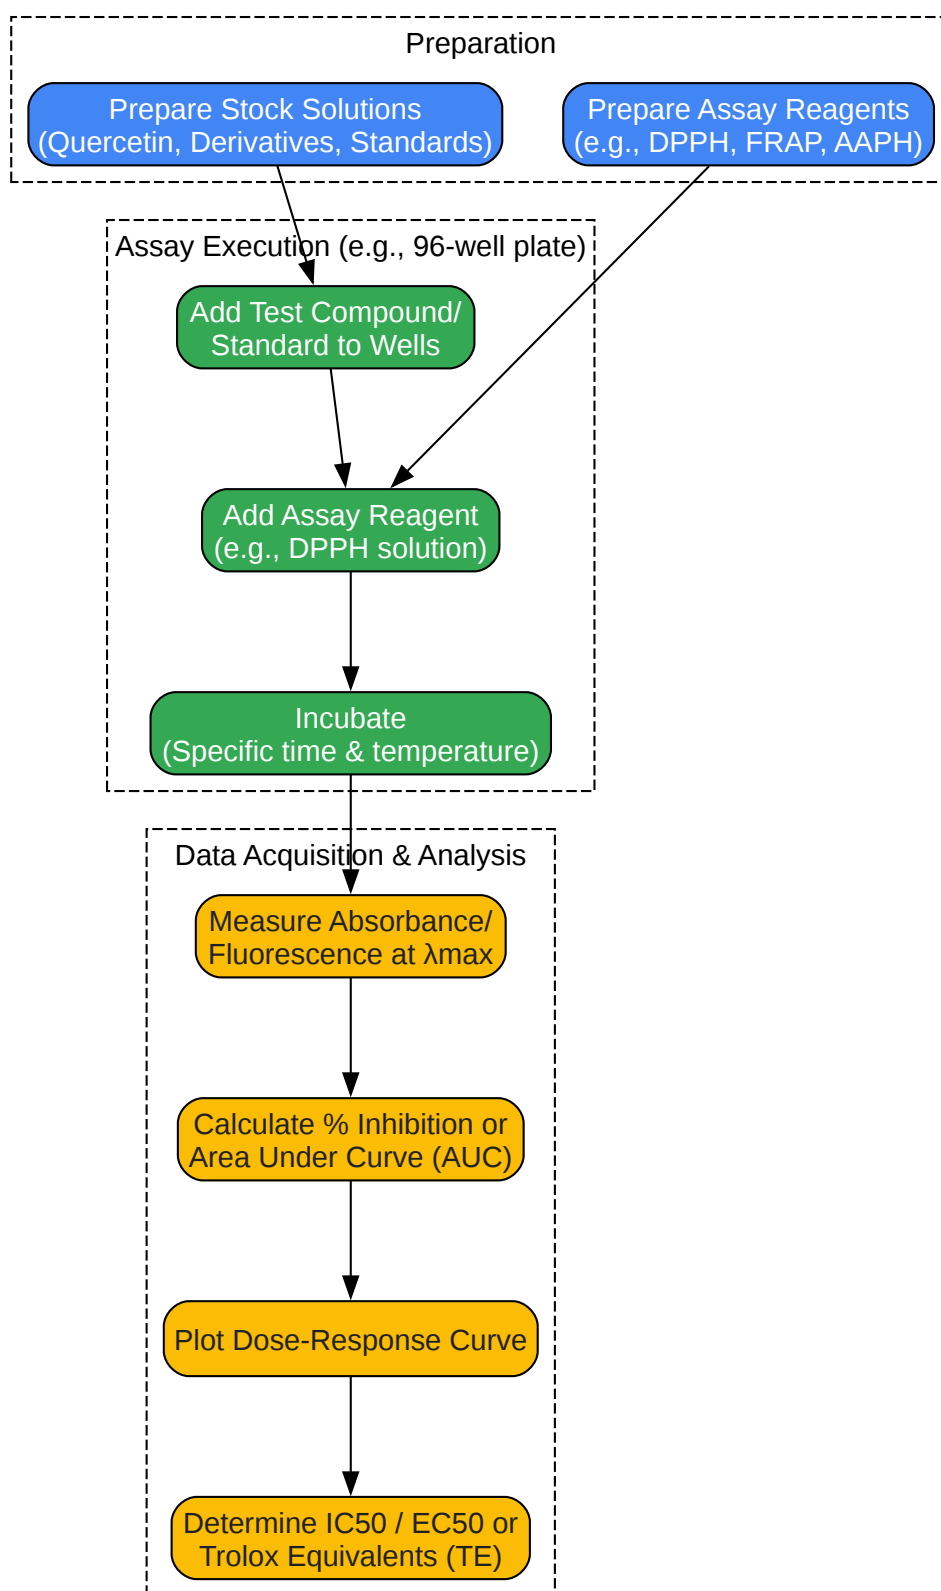 Preparation
Prepare Stock Solutions
(Quercetin, Derivatives, Standards)
Prepare Assay Reagents
(e.g., DPPH, FRAP, AAPH)
Assay Execution (e.g., 96-well plate)
Add Test Compound/
Standard to Wells
Add Assay Reagent
(e.g., DPPH solution)
Incubate
(Specific time & temperature)
Data Acquisition & Analysis
Measure Absorbance/
Fluorescence at λmax
Calculate % Inhibition or
Area Under Curve (AUC)
Plot Dose-Response Curve
Determine IC50 / EC50 or
Trolox Equivalents (TE)